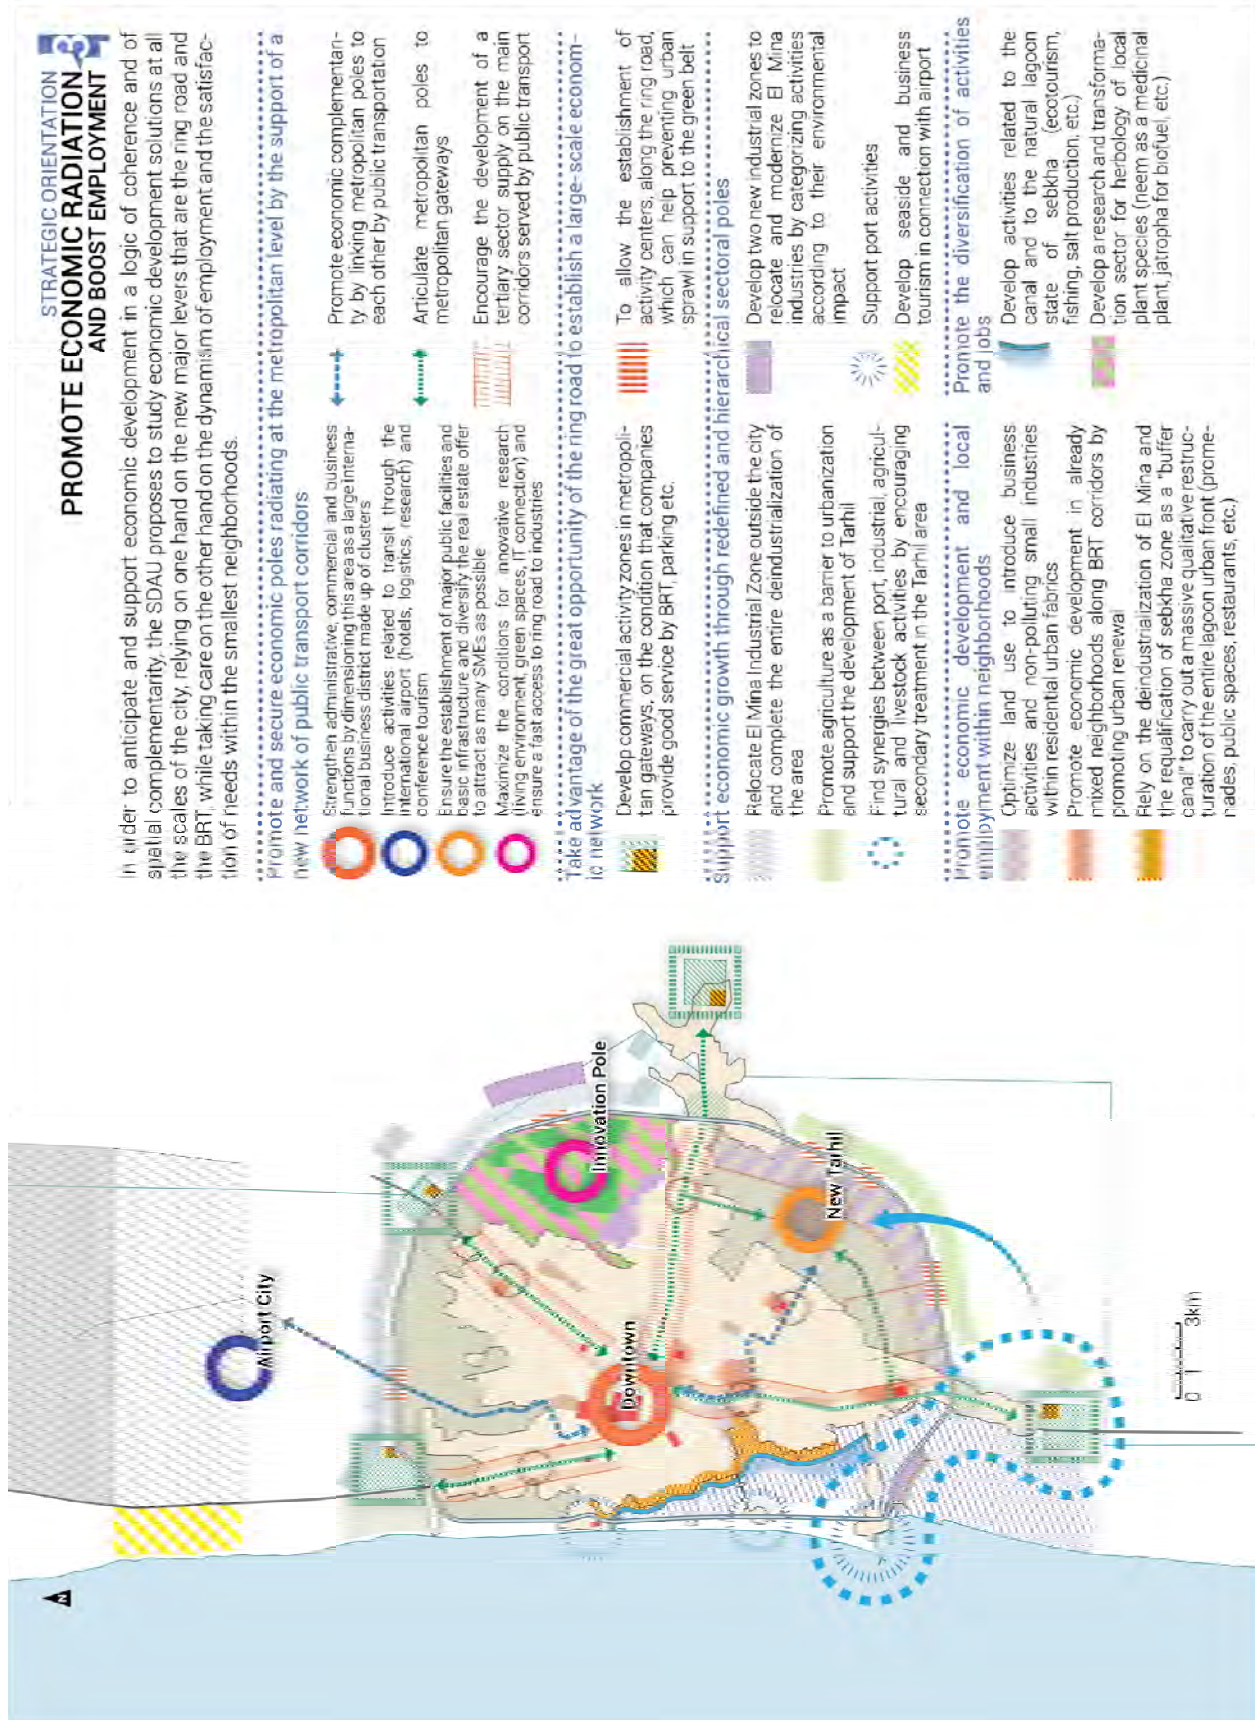 STRATEGIC ORIENTATION 3
PROMOTE ECONOMIC RADIATION
AND BOOST EMPLOYMENT
In order to anticipate and support economic development in a logic of coherence and of
spatial complementarity, the SDAU proposes to study economic development solutions at all
the scales of the city, relying on one hand on the new major levers that are the ring road and
the BRT, while taking care on the other hand on the dynamism of employment and the satisfac-
tion of needs within the smallest neighborhoods.
Promote and secure economic poles radiating at the metropolitan level by the support of a
new network of public transport corridors
Strengthen administrative, commercial and business
functions by dimensioning this area as a large interna-
tional business district made up of clusters
Introduce activities related to transit through the
international airport (hotels, logistics, research) and
conference tourism
Ensure the establishment of major public facilities and
basic infrastructure and diversify the real estate offer
to attract as many SMEs as possible
Maximize the conditions for innovative research
(living environment, green spaces, IT connection) and
ensure a fast access to ring road to industries
Promote economic complementari-
ty by linking metropolitan poles to
each other by public transportation
Articulate metropolitan poles to
metropolitan gateways
Encourage the development of a
tertiary sector supply on the main
corridors served by public transport
Take advantage of the great opportunity of the ring road to establish a large-scale econom-
ic network
Develop commercial activity zones in metropoli-
tan gateways, on the condition that companies
provide good service by BRT, parking etc.
To allow the establishment of
activity centers, along the ring road,
which can help preventing urban
sprawl in support to the green belt
Support economic growth through redefined and hierarchical sectoral poles
Relocate El Mina Industrial Zone outside the city
and complete the entire deindustrialization of
the area
Promote agriculture as a barrier to urbanization
and support the development of Tarhil
Find synergies between port, industrial, agricul-
tural and livestock activities by encouraging
secondary treatment in the Tarhil area
Develop two new industrial zones to
relocate and modernize El Mina
industries by categorizing activities
according to their environmental
impact
Support port activities
Develop seaside and business
tourism in connection with airport
Promote economic development and local
employment within neighborhoods
Optimize land use to introduce business
activities and non-polluting small industries
within residential urban fabrics
Promote economic development in already
mixed neighborhoods along BRT corridors by
promoting urban renewal
Rely on the deindustrialization of El Mina and
the requalification of sebkha zone as a "buffer
canal" to carry out a massive qualitative restruc-
turation of the entire lagoon urban front (prome-
nades, public spaces, restaurants, etc.)
Promote the diversification of activities
and jobs
Develop activities related to the
canal and to the natural lagoon
state of sebkha (ecotourism,
fishing, salt production, etc.)
Develop a research and transforma-
tion sector for herbology of local
plant species (neem as a medicinal
plant, jatropha for biofuel, etc.)
N
Airport City
Downtown
Innovation Pole
New Tarhil
0 1 3km